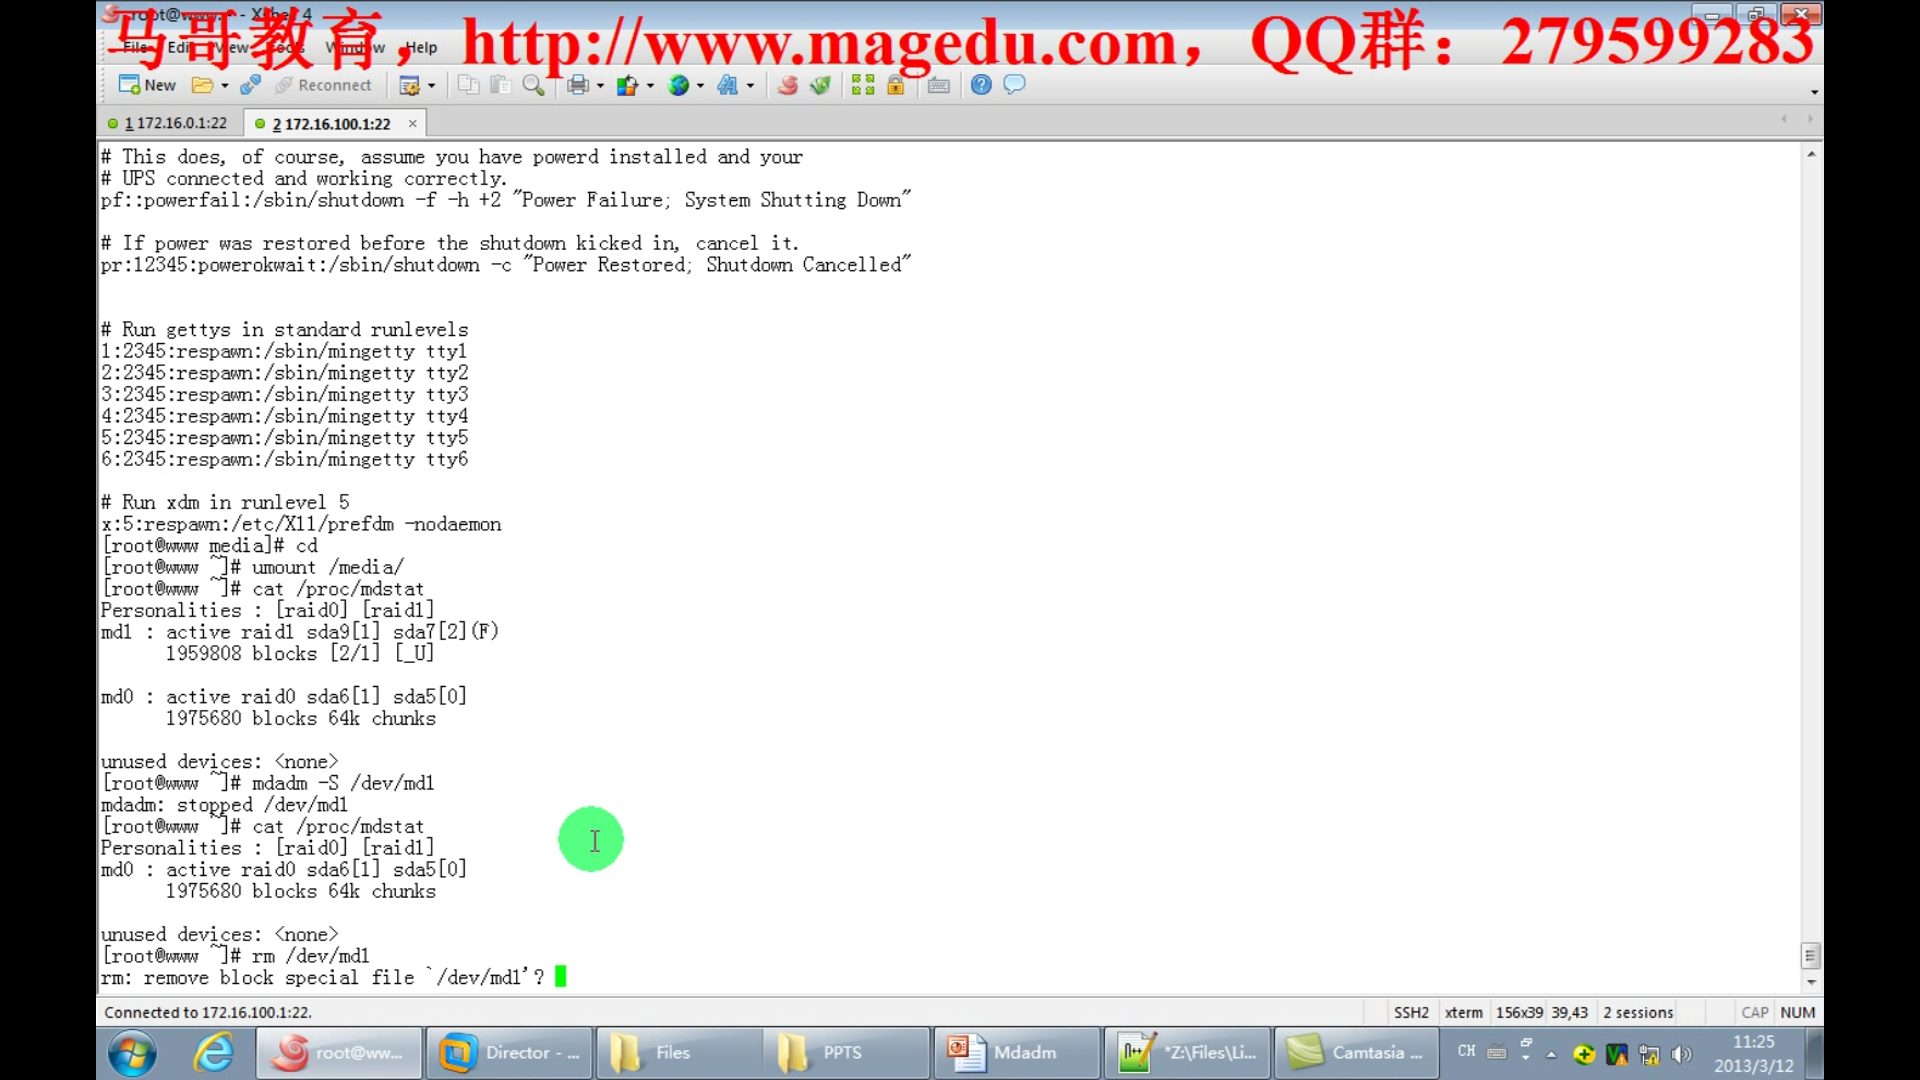 root@www:~ - Xshell 4
马哥教育，http://www.magedu.com，QQ群：279599283
File Edit View Tools Window Help
New Reconnect
1 172.16.0.1:22 2 172.16.100.1:22
# This does, of course, assume you have powerd installed and your
# UPS connected and working correctly.
pf::powerfail:/sbin/shutdown -f -h +2 "Power Failure; System Shutting Down"
# If power was restored before the shutdown kicked in, cancel it.
pr:12345:powerokwait:/sbin/shutdown -c "Power Restored; Shutdown Cancelled"
# Run gettys in standard runlevels
1:2345:respawn:/sbin/mingetty tty1
2:2345:respawn:/sbin/mingetty tty2
3:2345:respawn:/sbin/mingetty tty3
4:2345:respawn:/sbin/mingetty tty4
5:2345:respawn:/sbin/mingetty tty5
6:2345:respawn:/sbin/mingetty tty6
# Run xdm in runlevel 5
x:5:respawn:/etc/X11/prefdm -nodaemon
[root@www media]# cd
[root@www ~]# umount /media/
[root@www ~]# cat /proc/mdstat
Personalities : [raid0] [raid1]
md1 : active raid1 sda9[1] sda7[2](F)
1959808 blocks [2/1] [_U]
md0 : active raid0 sda6[1] sda5[0]
1975680 blocks 64k chunks
unused devices: <none>
[root@www ~]# mdadm -S /dev/md1
mdadm: stopped /dev/md1
[root@www ~]# cat /proc/mdstat
Personalities : [raid0] [raid1]
md0 : active raid0 sda6[1] sda5[0]
1975680 blocks 64k chunks
unused devices: <none>
[root@www ~]# rm /dev/md1
rm: remove block special file `/dev/md1'?
Connected to 172.16.100.1:22. SSH2 xterm 156x39 39,43 2 sessions CAP NUM
root@ww... Director - ... Files PPTS Mdadm *Z:\Files\Li... Camtasia ... CH 11:25
2013/3/12